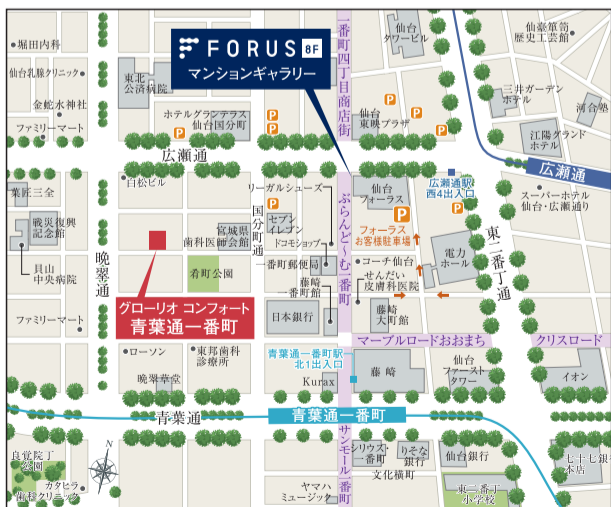 堀田内科
仙台乳腺クリニック
金蛇水神社
ファミリーマート
東北
公済病院
FORUS 8F
マンションギャラリー
一番町四丁目商店街
仙台
タワービル
仙臺箪笥
歴史工芸館
三井ガーデン
ホテル
河合塾
江陽グランド
ホテル
ホテルグランテラス
仙台国分町
P
P
P
P
P
仙台
東映プラザ
広瀬通
広瀬通
白松ビル
リーガルシューズ
仙台
フォーラス
広瀬通駅
西4出入口
スーパーホテル
仙台・広瀬通り
菓匠三全
戦災復興
記念館
貝山
中央病院
晩翠通
宮城県
歯科医師会館
国分町通
P
セブン
イレブン
ドコモショップ
一番町郵便局
ぶらんど〜む一番町
P
フォーラス
お客様駐車場
コーチ仙台
せんだい
皮膚科医院
電力
ホール
東二番丁通
肴町公園
藤崎
一番町館
グローリオ コンフォート
青葉通一番町
日本銀行
藤崎
大町館
ファミリーマート
マーブルロードおおまち
クリスロード
ローソン
東邦歯科
診療所
青葉通一番町駅
北1出入口
藤崎
仙台
ファースト
タワー
イオン
晩翠草堂
Kurax
青葉通
青葉通一番町
サンモール一番町
シリウス・
一番町
りそな
銀行
仙台銀行
七十七銀行
本店
文化横町
良覚院丁
公園
N
カタヒラ
歯科クリニック
ヤマハ
ミュージック
東二番丁
小学校